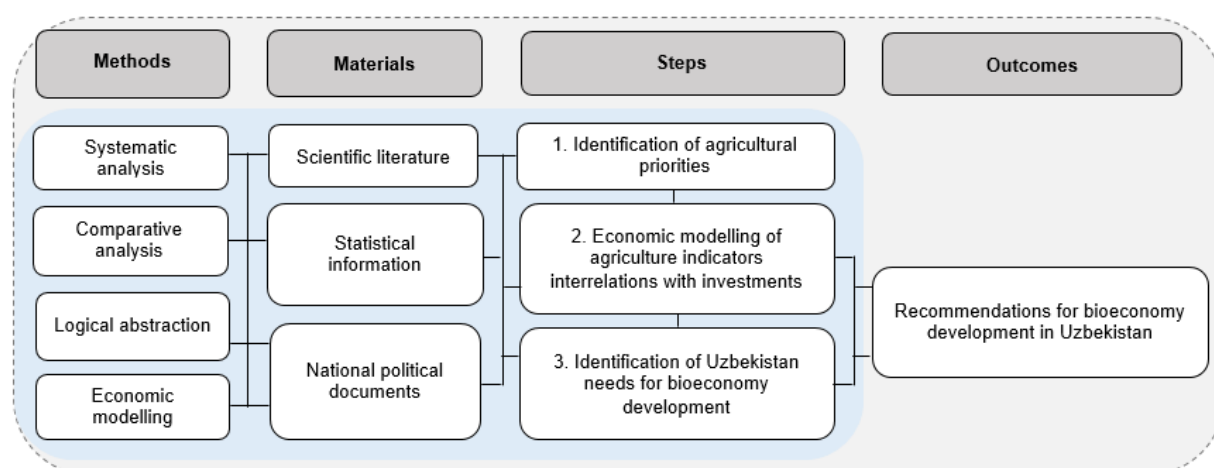 Methods
Materials
Steps
Outcomes
Systematic
analysis
Comparative
analysis
Logical abstraction
Economic
modelling
Scientific literature
Statistical
information
National political
documents
1. Identification of agricultural
priorities
2. Economic modelling of
agriculture indicators
interrelations with investments
3. Identification of Uzbekistan
needs for bioeconomy
development
Recommendations for bioeconomy
development in Uzbekistan